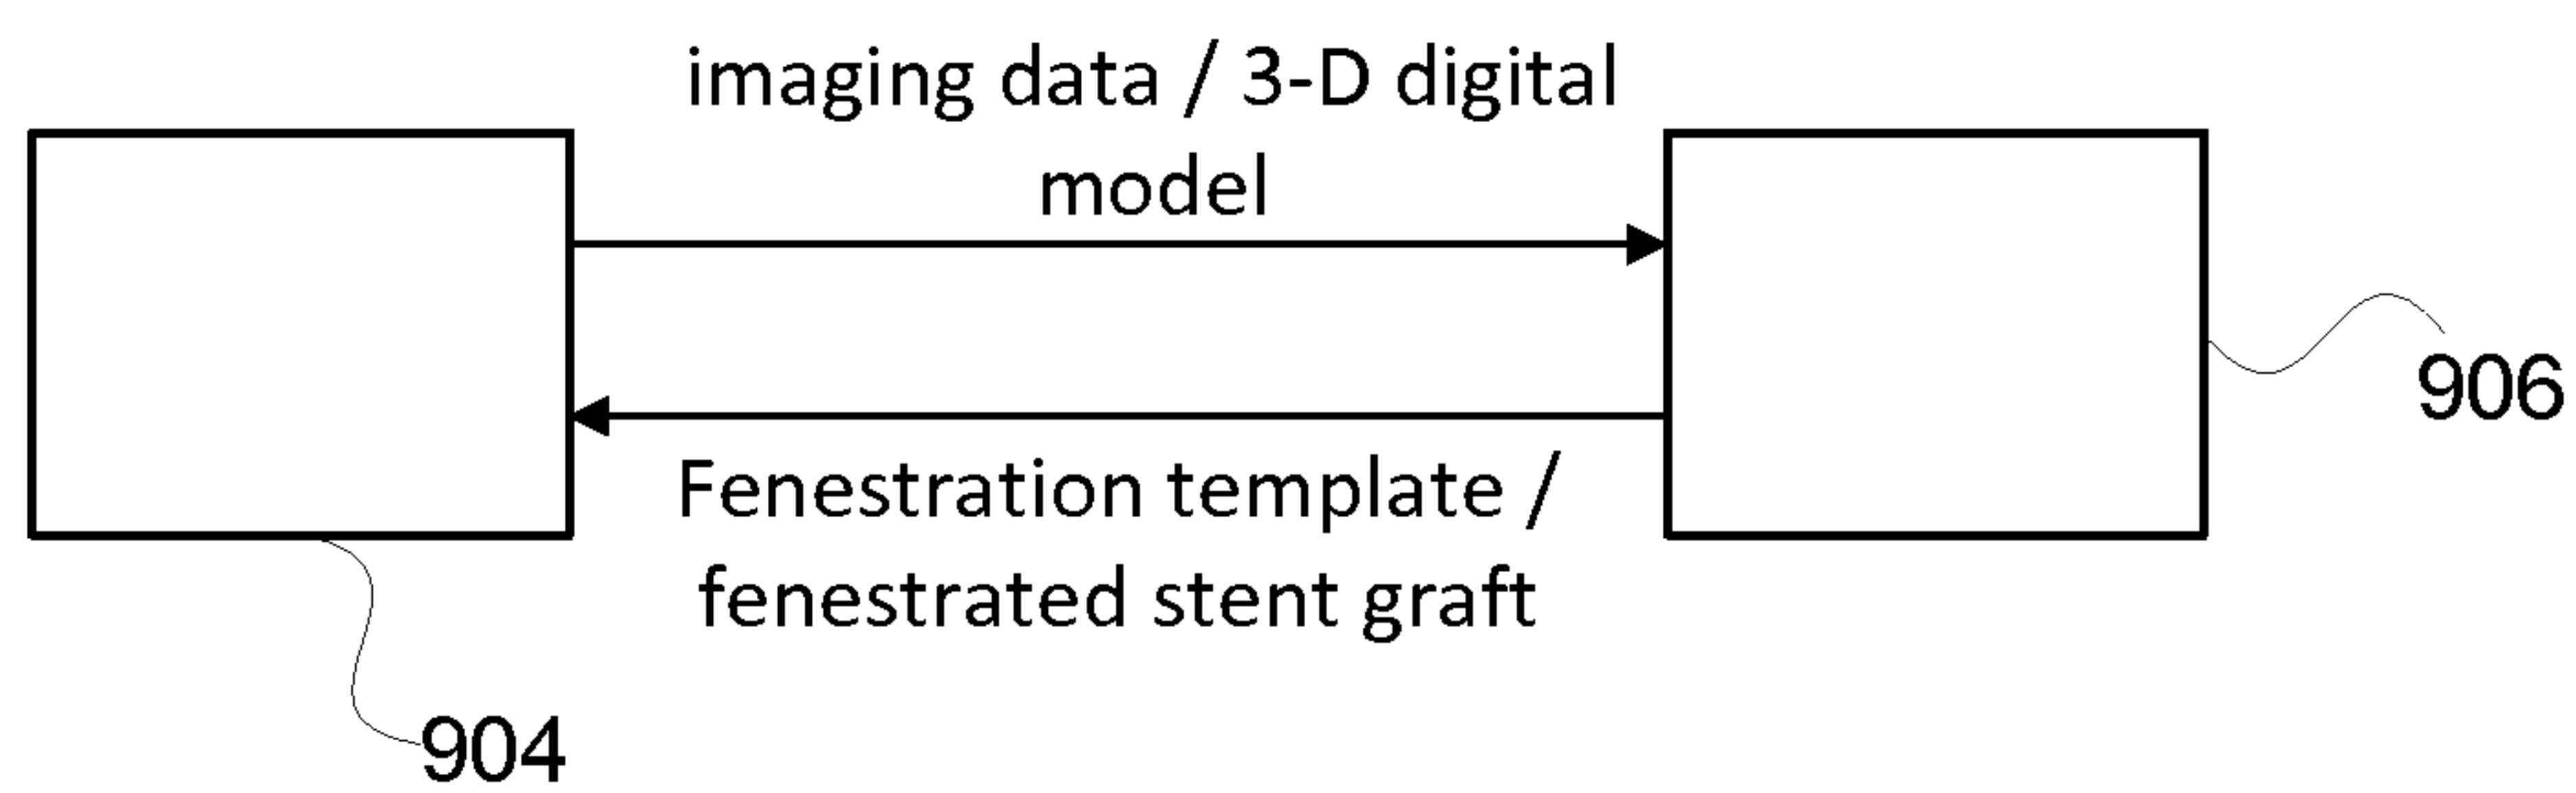 imaging data / 3-D digital
model
Fenestration template /
fenestrated stent graft
906
904